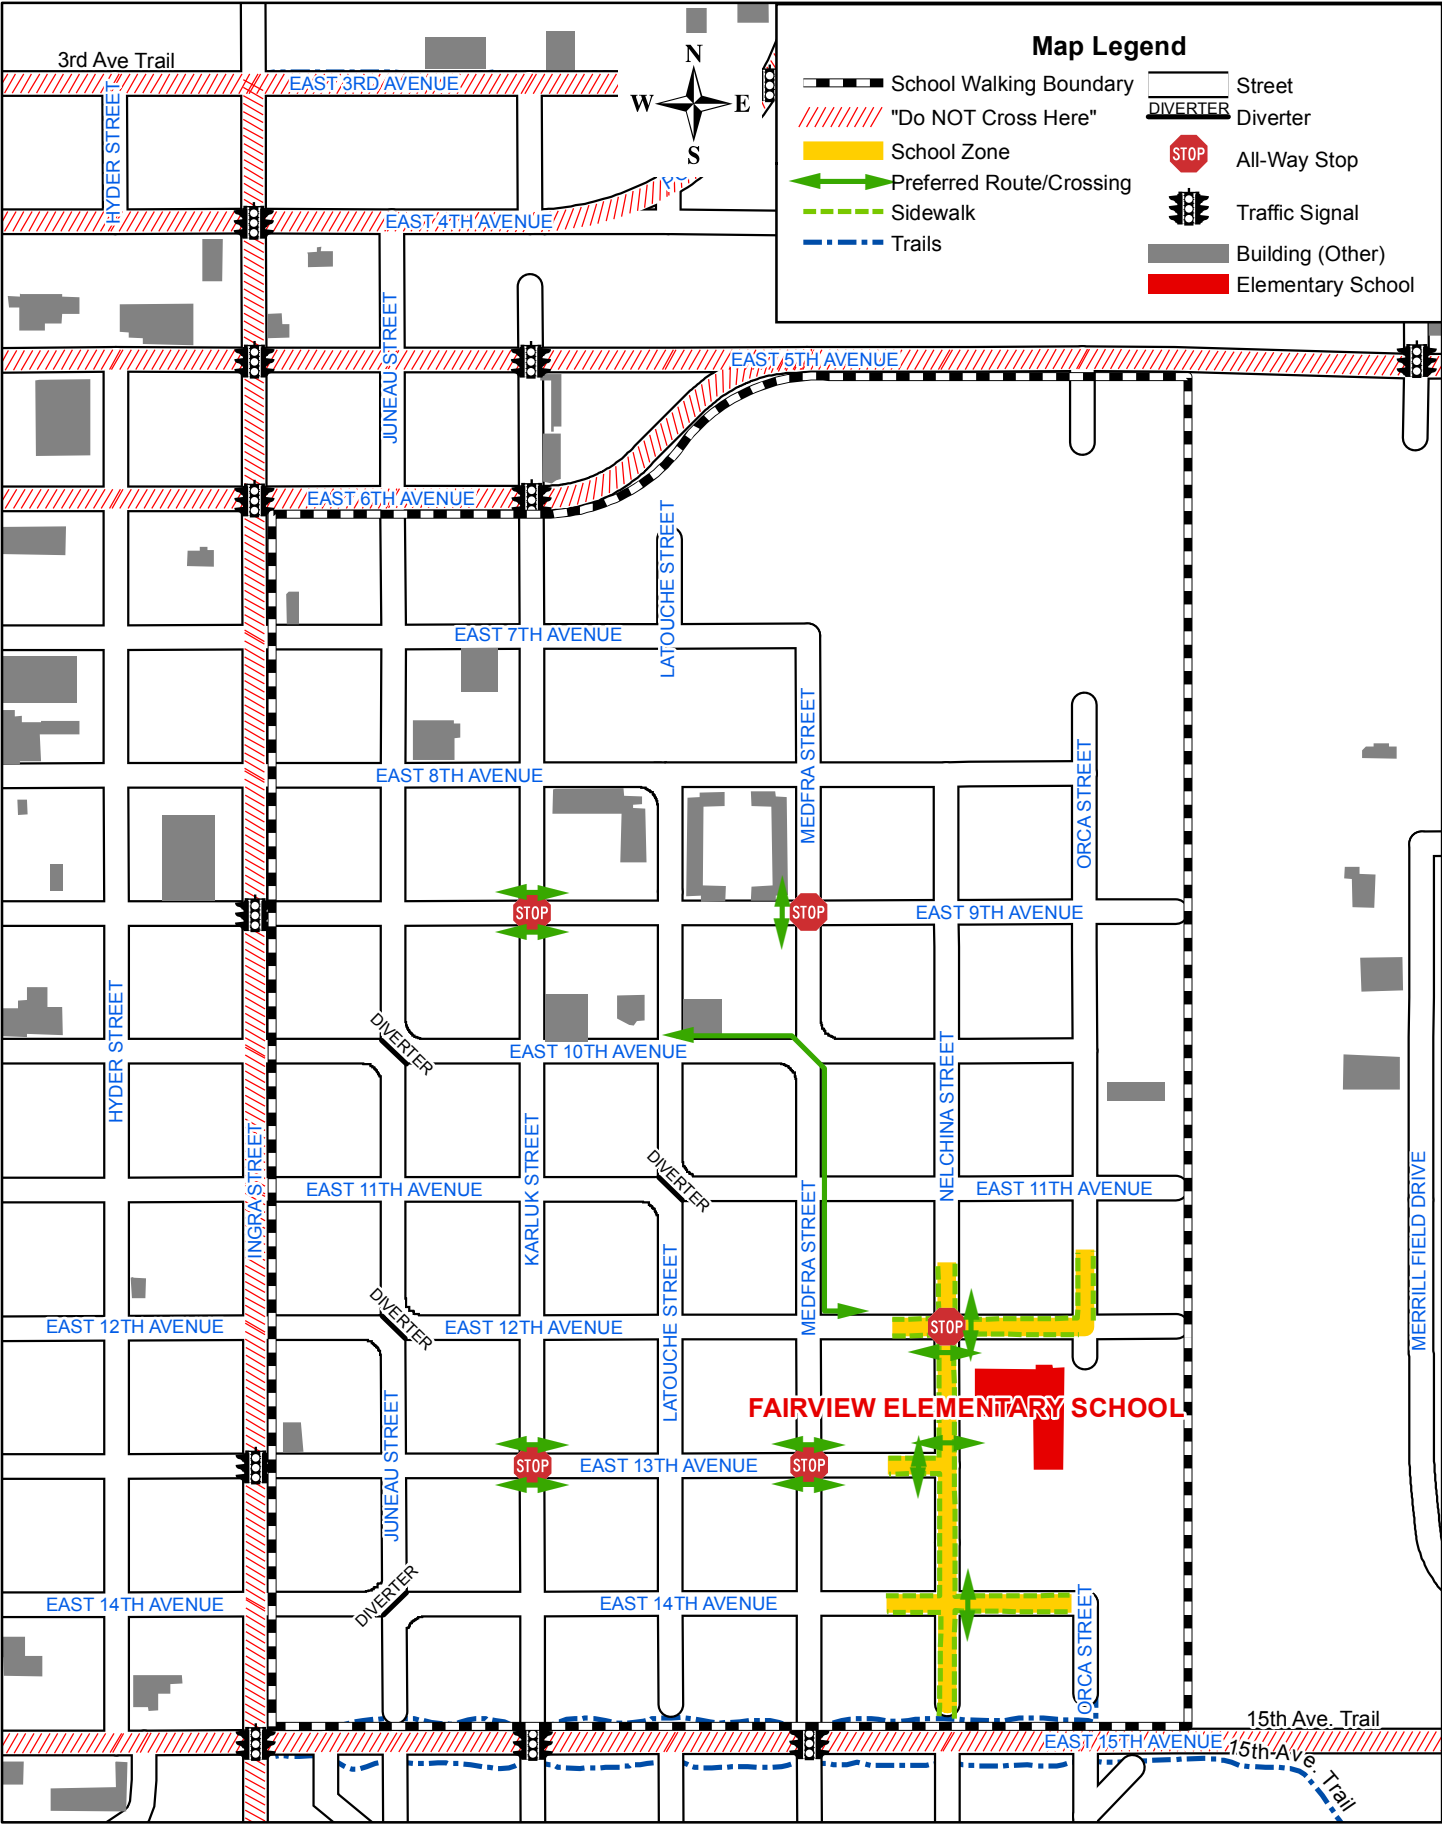 Map Legend
School Walking Boundary
"Do NOT Cross Here"
School Zone
Preferred Route/Crossing
Sidewalk
Trails
Street
DIVERTER
Diverter
STOP
All-Way Stop
Traffic Signal
Building (Other)
Elementary School
N
W
E
S
3rd Ave Trail
EAST 3RD AVENUE
HYDER STREET
EAST 4TH AVENUE
JUNEAU STREET
EAST 5TH AVENUE
EAST 6TH AVENUE
LATOUCHE STREET
EAST 7TH AVENUE
MEDFRA STREET
ORCA STREET
EAST 8TH AVENUE
STOP
STOP
EAST 9TH AVENUE
HYDER STREET
DIVERTER
EAST 10TH AVENUE
NELCHINA STREET
INGRA STREET
KARLUK STREET
DIVERTER
EAST 11TH AVENUE
EAST 11TH AVENUE
MEDFRA STREET
MERRILL FIELD DRIVE
LATOUCHE STREET
DIVERTER
EAST 12TH AVENUE
EAST 12TH AVENUE
STOP
FAIRVIEW ELEMENTARY SCHOOL
JUNEAU STREET
STOP
EAST 13TH AVENUE
STOP
DIVERTER
EAST 14TH AVENUE
EAST 14TH AVENUE
ORCA STREET
15th Ave. Trail
EAST 15TH AVENUE
15th Ave. Trail